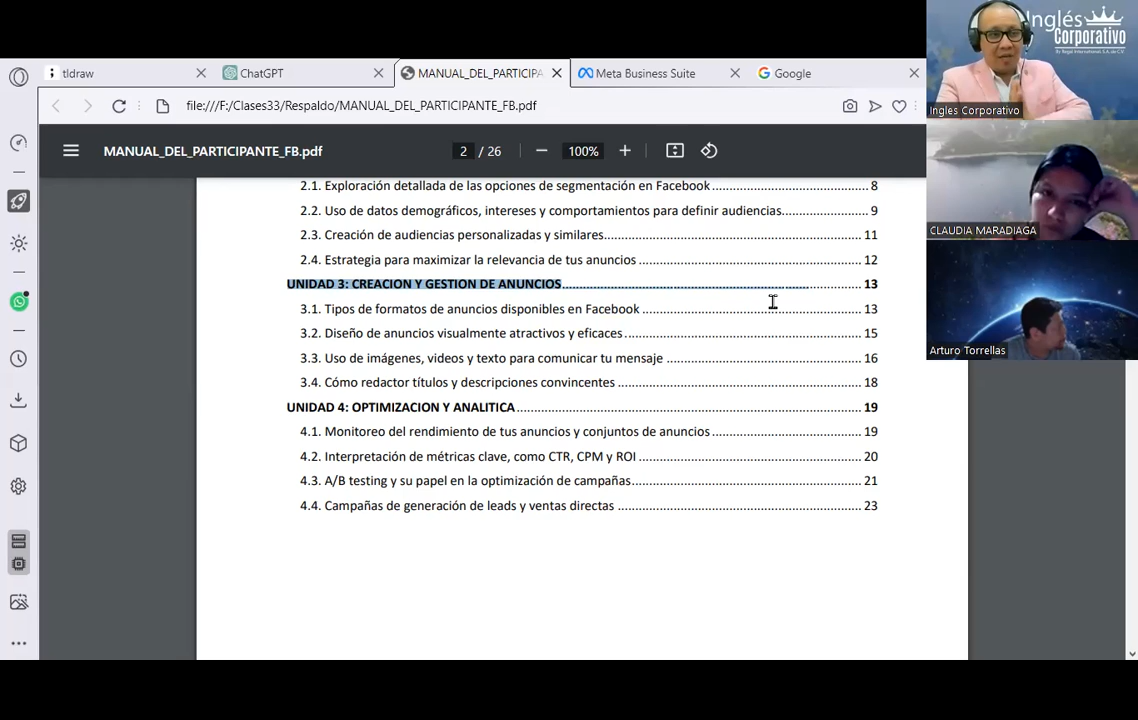 tldraw
ChatGPT
MANUAL_DEL_PARTICIPA
Meta Business Suite
Google
file:///F:/Clases33/Respaldo/MANUAL_DEL_PARTICIPANTE_FB.pdf
MANUAL_DEL_PARTICIPANTE_FB.pdf
2 / 26
100%
2.1. Exploración detallada de las opciones de segmentación en Facebook 8
2.2. Uso de datos demográficos, intereses y comportamientos para definir audiencias. 9
2.3. Creación de audiencias personalizadas y similares. 11
2.4. Estrategia para maximizar la relevancia de tus anuncios 12
UNIDAD 3: CREACION Y GESTION DE ANUNCIOS 13
3.1. Tipos de formatos de anuncios disponibles en Facebook 13
3.2. Diseño de anuncios visualmente atractivos y eficaces 15
3.3. Uso de imágenes, videos y texto para comunicar tu mensaje 16
3.4. Cómo redactor títulos y descripciones convincentes 18
UNIDAD 4: OPTIMIZACION Y ANALITICA 19
4.1. Monitoreo del rendimiento de tus anuncios y conjuntos de anuncios 19
4.2. Interpretación de métricas clave, como CTR, CPM y ROI 20
4.3. A/B testing y su papel en la optimización de campañas 21
4.4. Campañas de generación de leads y ventas directas 23
Inglés
Corporativo
Ingles Corporativo
CLAUDIA MARADIAGA
Arturo Torrellas